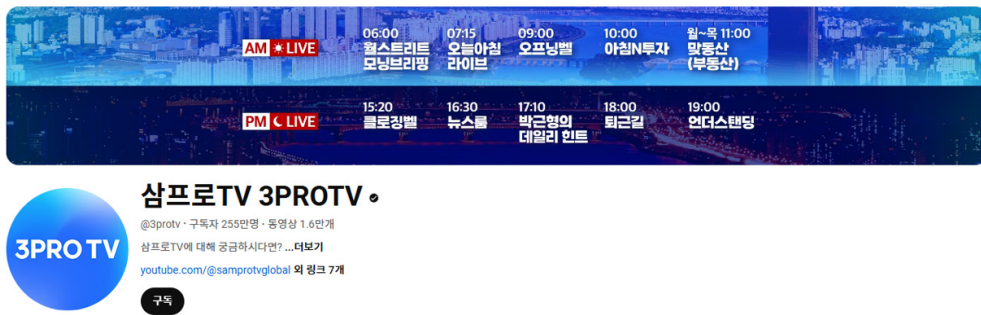 AM LIVE
06:00 07:15 09:00 10:00 월~목 11:00
월스트리트 오늘아침 오프닝벨 아침N투자 맞동산
모닝브리핑 라이브 (부동산)
PM LIVE
15:20 16:30 17:10 18:00 19:00
클로징벨 뉴스룸 박근형의 퇴근길 언더스탠딩
데일리 힌트
3PRO TV
삼프로TV 3PROTV
@3protv · 구독자 255만명 · 동영상 1.6만개
삼프로TV에 대해 궁금하시다면? ...더보기
youtube.com/@samprotvglobal 외 링크 7개
구독